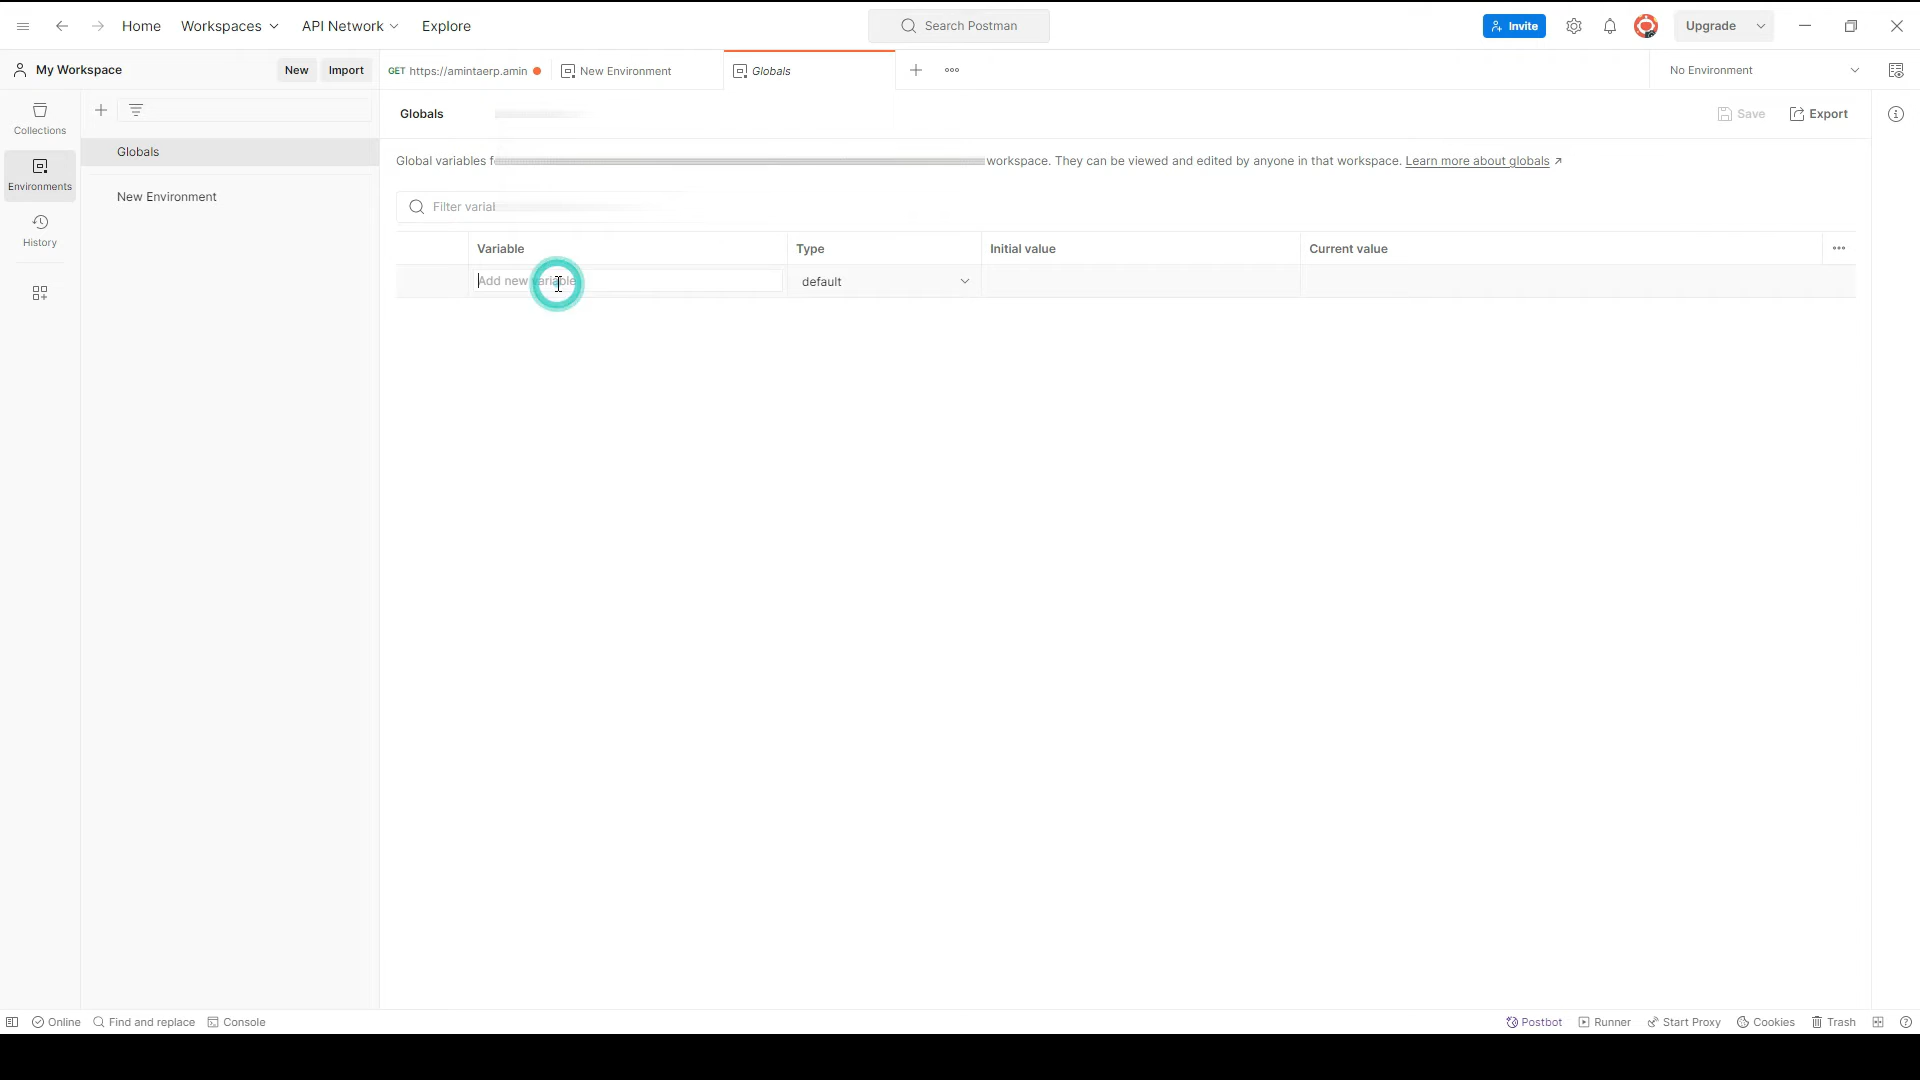 Home Workspaces API Network Explore Search Postman Invite Upgrade
My Workspace New Import GET https://amintaerp.amin New Environment Globals No Environment
Collections
Environments
History
Globals
New Environment
Globals Save Export
Global variables workspace. They can be viewed and edited by anyone in that workspace. Learn more about globals
Filter
Variable Type Initial value Current value
Add new variable default
Online Find and replace Console Postbot Runner Start Proxy Cookies Trash